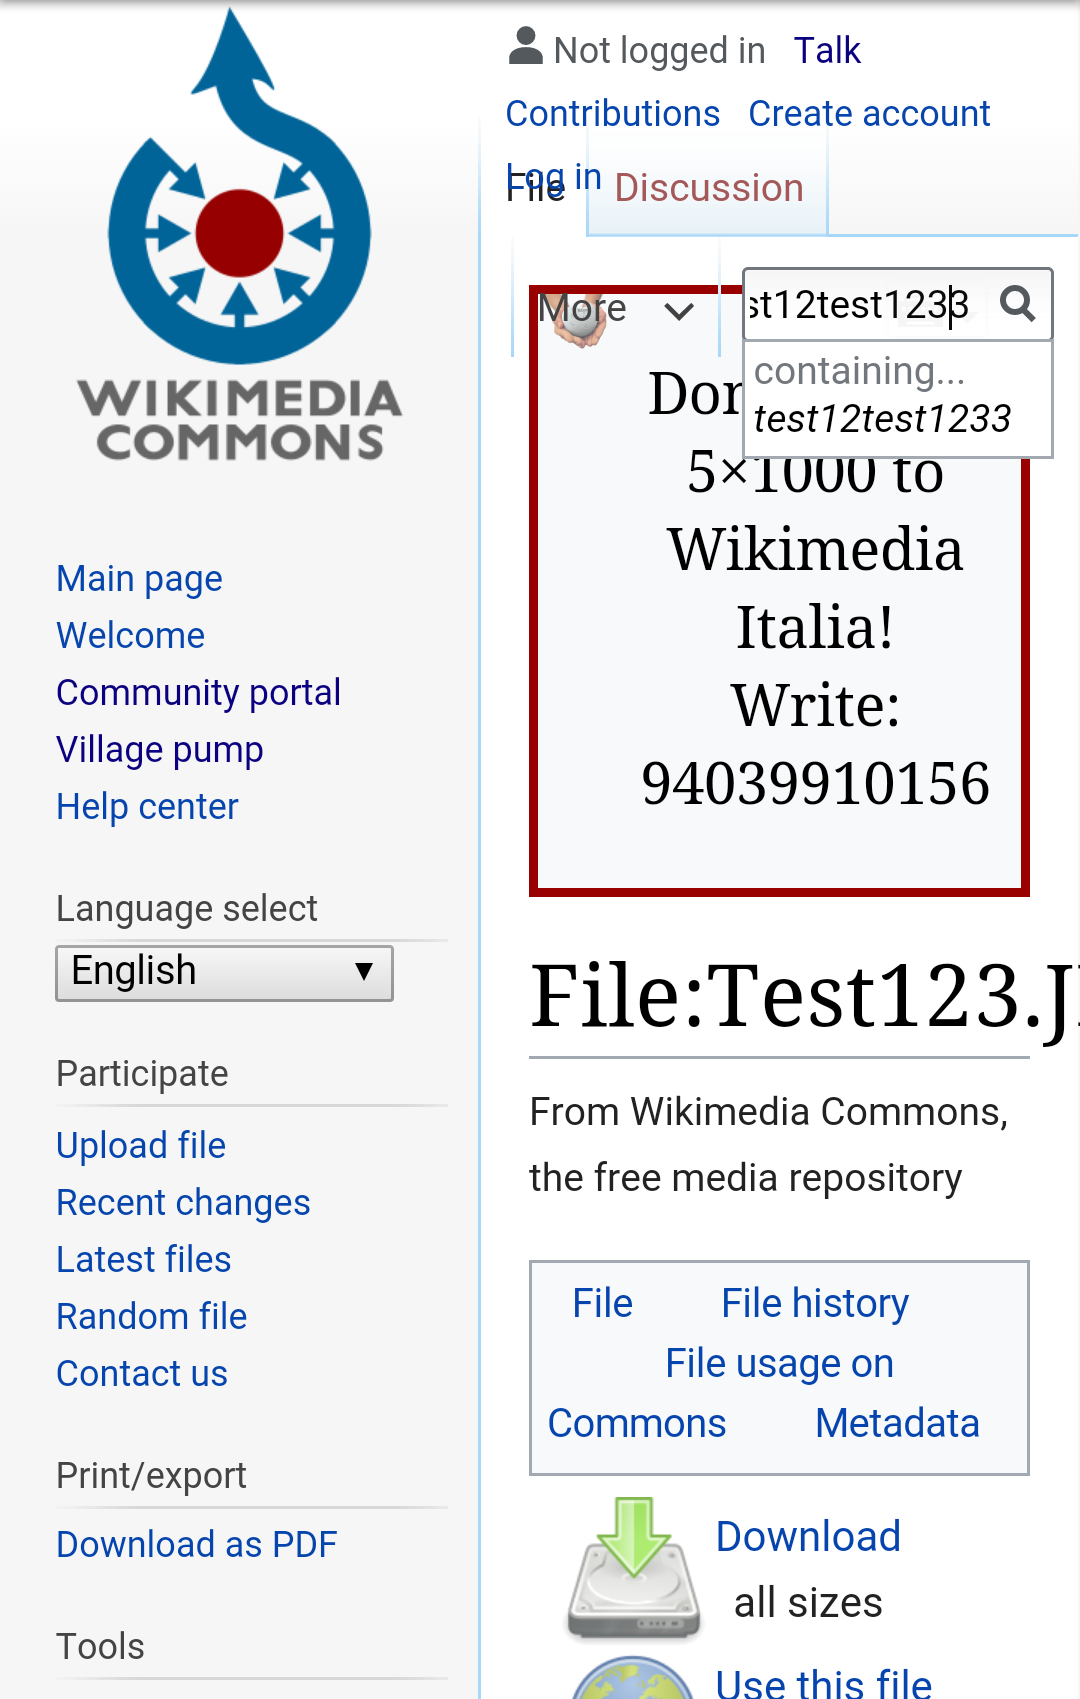 WIKIMEDIA
COMMONS
Main page
Welcome
Community portal
Village pump
Help center
Language select
English
Participate
Upload file
Recent changes
Latest files
Random file
Contact us
Print/export
Download as PDF
Tools
Not logged in Talk
Contributions Create account
Log in
File Discussion
More
st12test1233
containing...
test12test1233
5×1000 to
Wikimedia
Italia!
Write:
94039910156
File:Test123.
From Wikimedia Commons,
the free media repository
File File history
File usage on
Commons Metadata
Download
all sizes
Use this file